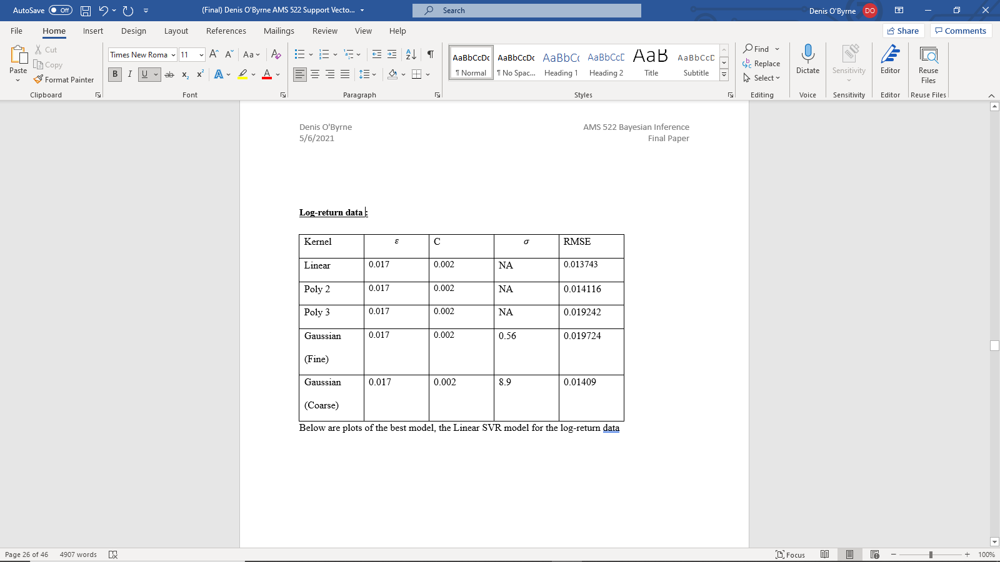 AutoSave Off (Final) Denis O'Byrne AMS 522 Support Vecto... Search Denis O'Byrne DO
File Home Insert Design Layout References Mailings Review View Help Share Comments
Paste Cut Copy Format Painter
Clipboard
Times New Roma 11 A A Aa A
B I U ab x₂ x² A A
Font
Paragraph
AaBbCcDc AaBbCcDc AaBbC AaBbCcD AaB AaBbCcD
¶ Normal ¶ No Spac... Heading 1 Heading 2 Title Subtitle
Styles
Find
Replace
Select
Editing
Dictate
Voice
Sensitivity
Sensitivity
Editor
Editor
Reuse
Files
Reuse Files
Denis O'Byrne AMS 522 Bayesian Inference
5/6/2021 Final Paper
Log-return data :
Kernel ε C σ RMSE
Linear 0.017 0.002 NA 0.013743
Poly 2 0.017 0.002 NA 0.014116
Poly 3 0.017 0.002 NA 0.019242
Gaussian 0.017 0.002 0.56 0.019724
(Fine)
Gaussian 0.017 0.002 8.9 0.01409
(Coarse)
Below are plots of the best model, the Linear SVR model for the log-return data
Page 26 of 46 4907 words Focus 100%